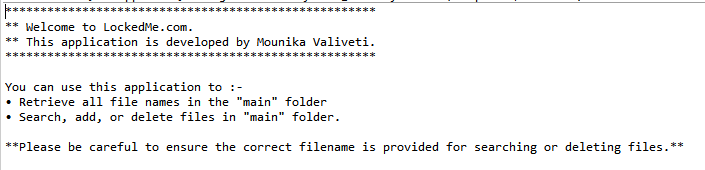 *****************************************************
** Welcome to LockedMe.com.
** This application is developed by Mounika Valiveti.
*****************************************************
You can use this application to :-
• Retrieve all file names in the "main" folder
• Search, add, or delete files in "main" folder.
**Please be careful to ensure the correct filename is provided for searching or deleting files.**